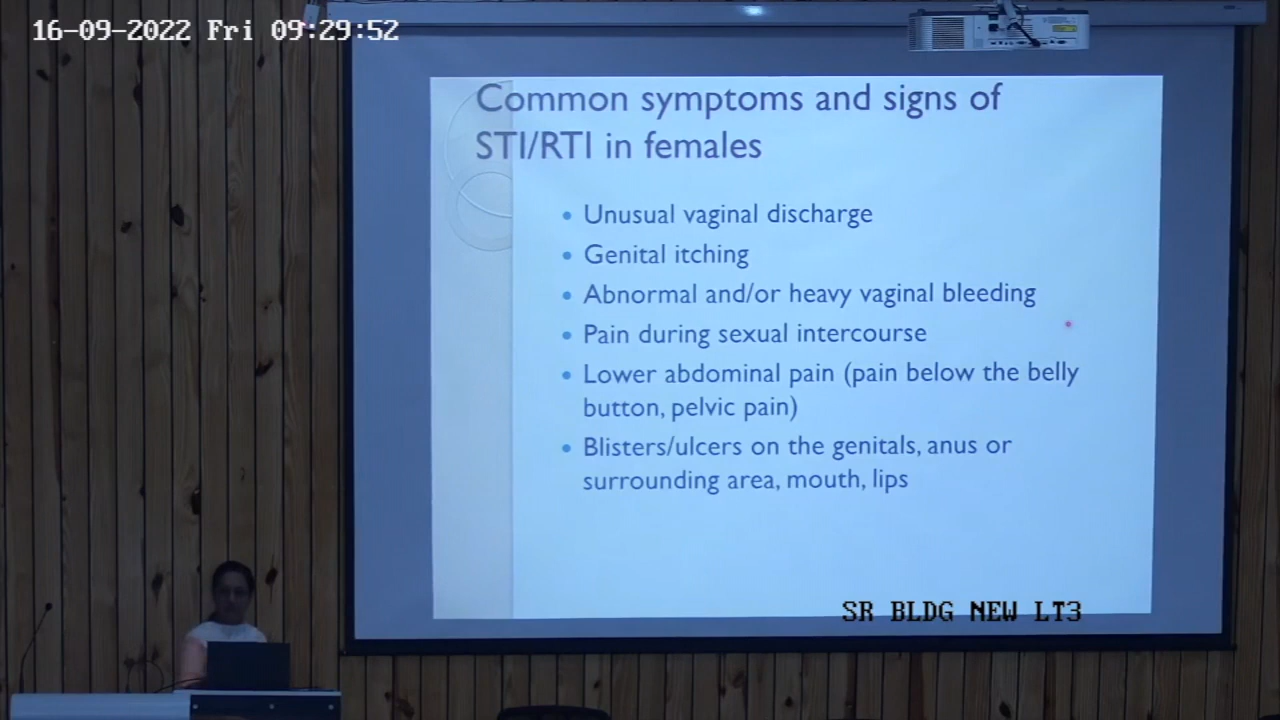 16-09-2022 Fri 09:29:52
Common symptoms and signs of
STI/RTI in females
• Unusual vaginal discharge
• Genital itching
• Abnormal and/or heavy vaginal bleeding
• Pain during sexual intercourse
• Lower abdominal pain (pain below the belly
button, pelvic pain)
• Blisters/ulcers on the genitals, anus or
surrounding area, mouth, lips
SR BLDG NEW LT3